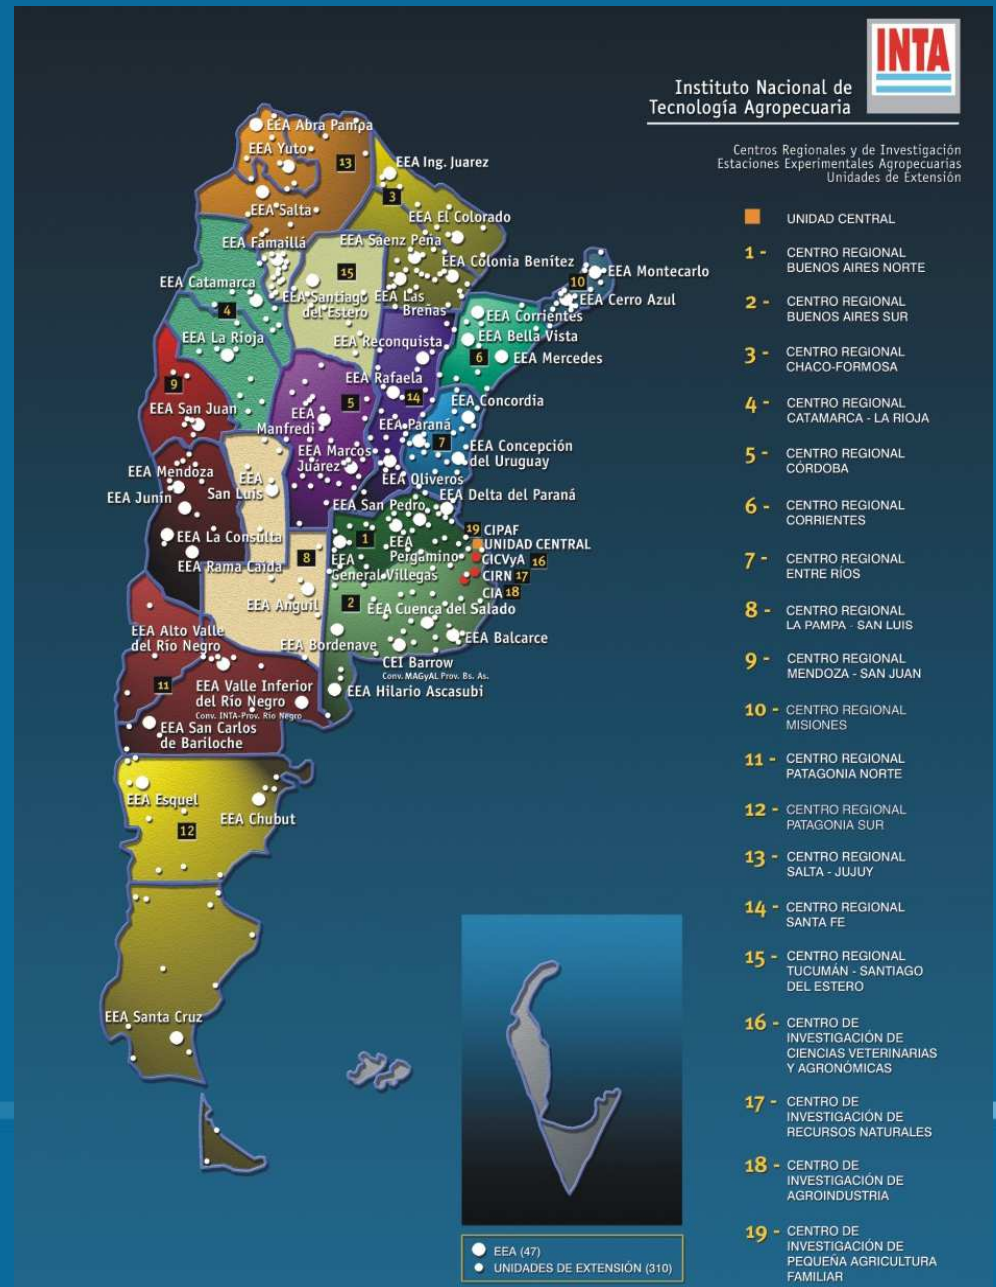 INTA
Instituto Nacional de
Tecnología Agropecuaria
Centros Regionales y de Investigación
Estaciones Experimentales Agropecuarias
Unidades de Extensión
EEA Abra Pampa
EEA Yuto
13
EEA Ing. Juarez
3
EEA Salta
EEA El Colorado
EEA Famaillá
EEA Sáenz Peña
EEA Colonia Benítez
EEA Montecarlo
15
10
EEA Catamarca
EEA Santiago
del Estero
EEA Las
Breñas
EEA Cerro Azul
4
EEA Corrientes
EEA La Rioja
EEA Reconquista
EEA Bella Vista
6
EEA Mercedes
9
EEA Rafaela
14
5
EEA Concordia
EEA San Juan
EEA
Manfredi
EEA Paraná
7
EEA Marcos
Juárez
EEA Concepción
del Uruguay
EEA Mendoza
EEA
San Luis
EEA Oliveros
EEA Junín
EEA San Pedro
EEA Delta del Paraná
19 CIPAF
EEA La Consulta
1
EEA
Pergamino
UNIDAD CENTRAL
EEA Rama Caída
8
EEA
General Villegas
CICVyA 16
CIRN 17
CIA 18
EEA Anguil
2
EEA Cuenca del Salado
EEA Alto Valle
del Río Negro
EEA Bordenave
EEA Balcarce
CEI Barrow
Conv. MAGyAL Prov. Bs. As.
11
EEA Valle Inferior
del Río Negro
Conv. INTA-Prov. Río Negro
EEA Hilario Ascasubi
EEA San Carlos
de Bariloche
EEA Esquel
EEA Chubut
12
EEA Santa Cruz
UNIDAD CENTRAL
1 - CENTRO REGIONAL
BUENOS AIRES NORTE
2 - CENTRO REGIONAL
BUENOS AIRES SUR
3 - CENTRO REGIONAL
CHACO-FORMOSA
4 - CENTRO REGIONAL
CATAMARCA - LA RIOJA
5 - CENTRO REGIONAL
CÓRDOBA
6 - CENTRO REGIONAL
CORRIENTES
7 - CENTRO REGIONAL
ENTRE RÍOS
8 - CENTRO REGIONAL
LA PAMPA - SAN LUIS
9 - CENTRO REGIONAL
MENDOZA - SAN JUAN
10 - CENTRO REGIONAL
MISIONES
11 - CENTRO REGIONAL
PATAGONIA NORTE
12 - CENTRO REGIONAL
PATAGONIA SUR
13 - CENTRO REGIONAL
SALTA - JUJUY
14 - CENTRO REGIONAL
SANTA FE
15 - CENTRO REGIONAL
TUCUMÁN - SANTIAGO
DEL ESTERO
16 - CENTRO DE
INVESTIGACIÓN DE
CIENCIAS VETERINARIAS
Y AGRONÓMICAS
17 - CENTRO DE
INVESTIGACIÓN DE
RECURSOS NATURALES
18 - CENTRO DE
INVESTIGACIÓN DE
AGROINDUSTRIA
19 - CENTRO DE
INVESTIGACIÓN DE
PEQUEÑA AGRICULTURA
FAMILIAR
EEA (47)
UNIDADES DE EXTENSIÓN (310)